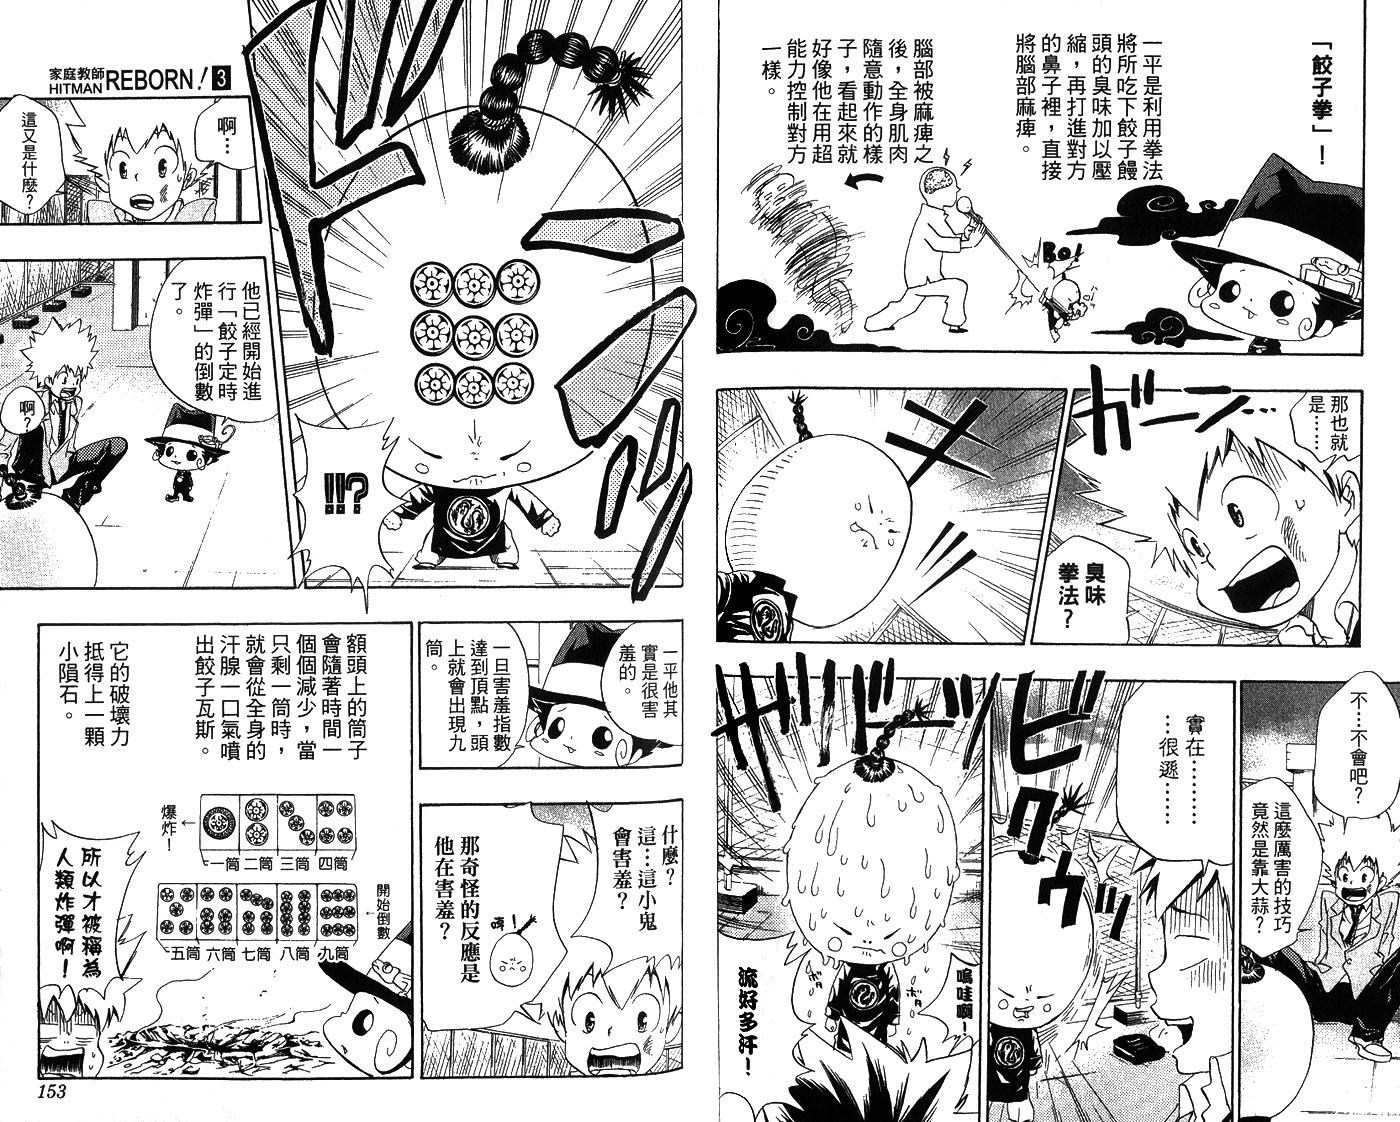 「餃子拳」！
一平是利用拳法
將所吃下餃子饅
頭的臭味加以壓
縮，再打進對方
的鼻子裡，直接
將腦部麻痺。
腦部被麻痺之
後，全身肌肉
隨意動作的樣
子，看起來就
好像他在用超
能力控制對方
一樣。
Bo!
那也就
是……
臭味
拳法？
ガーン
不…不會吧？
這麼厲害的技巧
竟然是靠大蒜？
實在…………
…很遜………
嗚哇啊！
流好多汗！
ボタ
ボタ
家庭教師
HITMAN REBORN! 3
啊…
這又是什麼？
!!?
他已經開始進
行「餃子定時
炸彈」的倒數
了。
啊？
一平他其
實是很害
羞的。
一旦害羞指數
達到頂點，頭
上就會出現九
筒。
什麼？
這…這小鬼
會害羞？
那奇怪的反應是
他在害羞？
呀！
額頭上的筒子
會隨著時間一
個個減少，當
只剩一筒時，
就會從全身的
汗腺一口氣噴
出餃子瓦斯。
它的破壞力
抵得上一顆
小隕石。
開始倒數
九筒
八筒
七筒
六筒
五筒
四筒
三筒
二筒
一筒
爆炸！
所以才被稱為
人類炸彈啊！
153